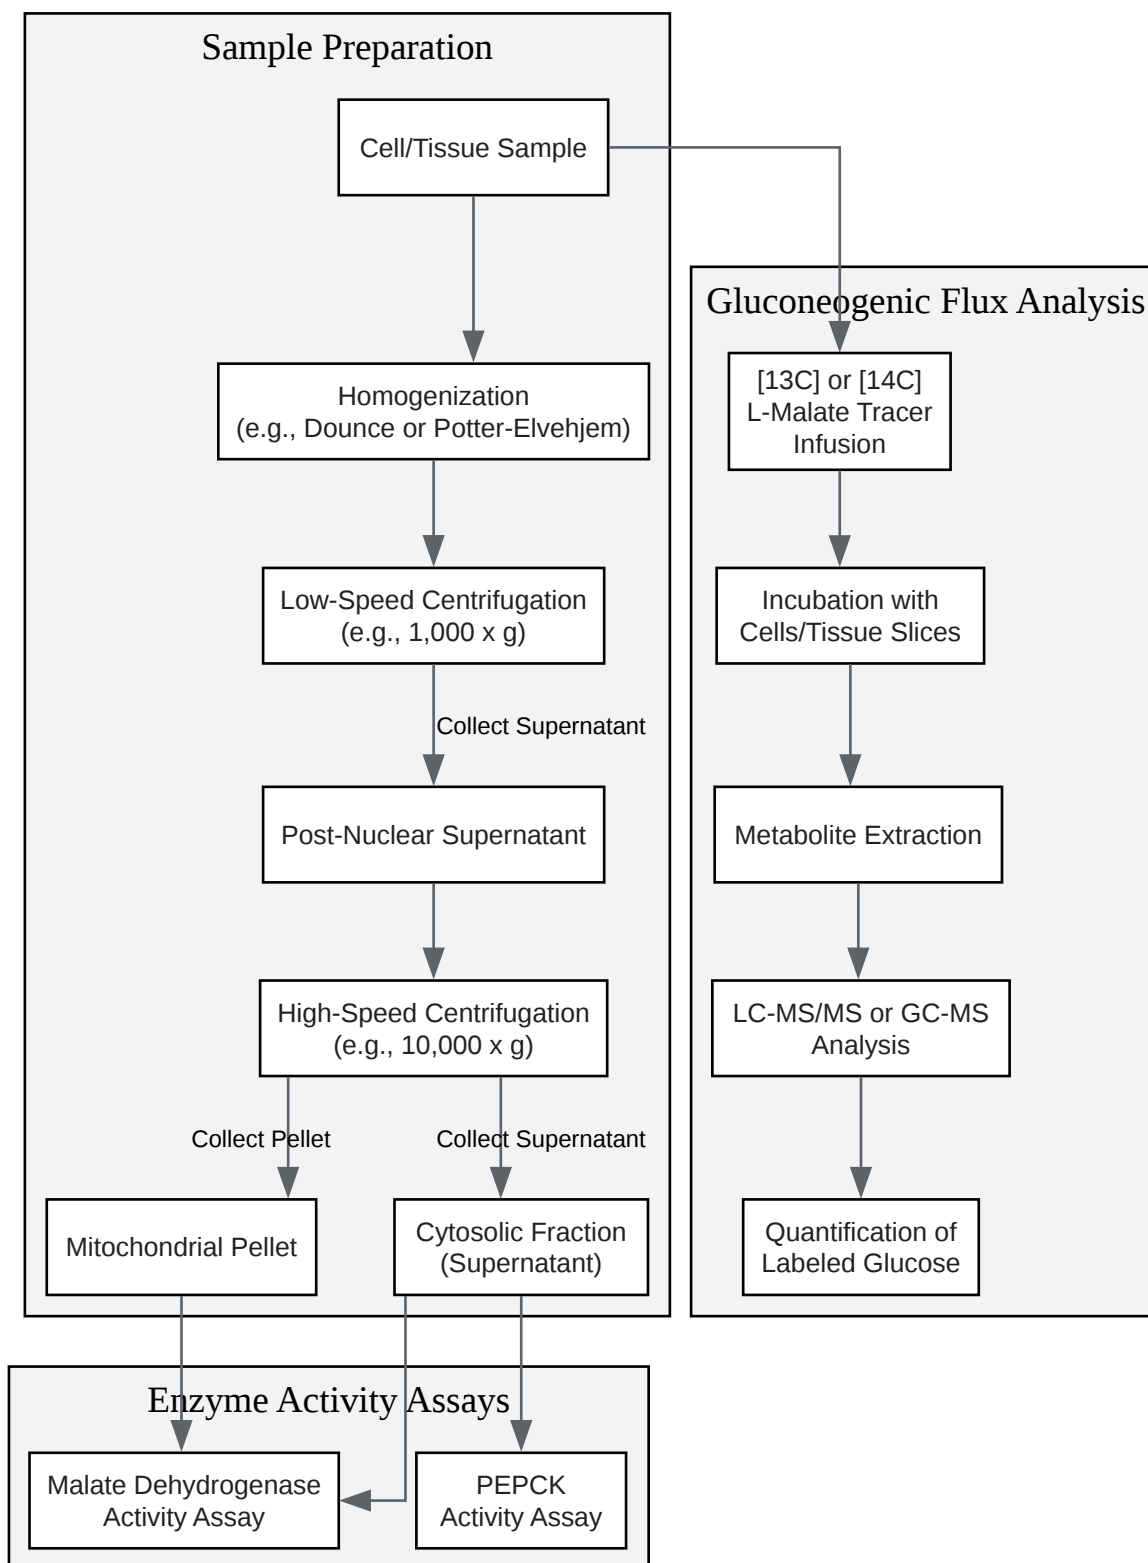 Sample Preparation
Cell/Tissue Sample
Homogenization
(e.g., Dounce or Potter-Elvehjem)
Low-Speed Centrifugation
(e.g., 1,000 x g)
Collect Supernatant
Post-Nuclear Supernatant
High-Speed Centrifugation
(e.g., 10,000 x g)
Collect Pellet
Collect Supernatant
Mitochondrial Pellet
Cytosolic Fraction
(Supernatant)
Gluconeogenic Flux Analysis
[13C] or [14C]
L-Malate Tracer
Infusion
Incubation with
Cells/Tissue Slices
Metabolite Extraction
LC-MS/MS or GC-MS
Analysis
Quantification of
Labeled Glucose
Enzyme Activity Assays
Malate Dehydrogenase
Activity Assay
PEPCK
Activity Assay